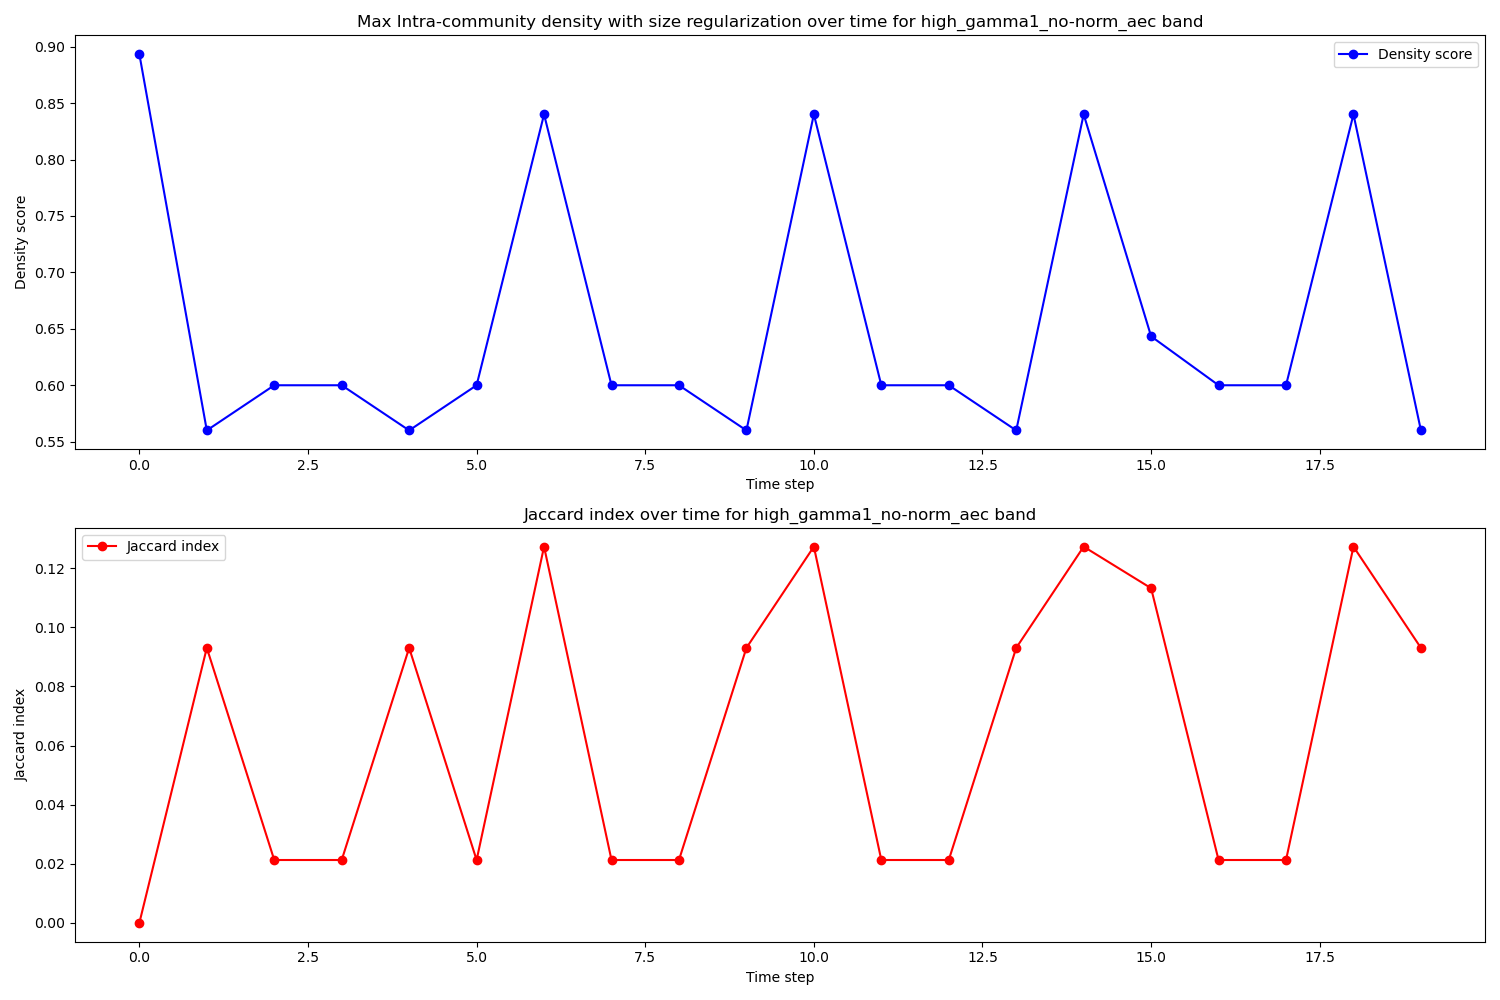 Max Intra-community density with size regularization over time for high_gamma1_no-norm_aec band
Density score
0.90
0.85
0.80
0.75
0.70
0.65
0.60
0.55
Density score
0.0 2.5 5.0 7.5 10.0 12.5 15.0 17.5
Time step
Jaccard index over time for high_gamma1_no-norm_aec band
Jaccard index
0.12
0.10
0.08
0.06
0.04
0.02
0.00
Jaccard index
0.0 2.5 5.0 7.5 10.0 12.5 15.0 17.5
Time step